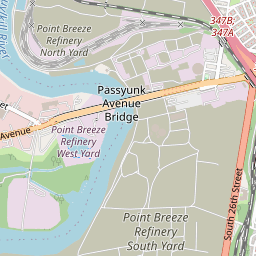 347B;
347A
Point Breeze
Refinery
North Yard
Passyunk
Avenue
Bridge
Avenue
Point Breeze
Refinery
West Yard
South 26th Street
Point Breeze
Refinery
South Yard